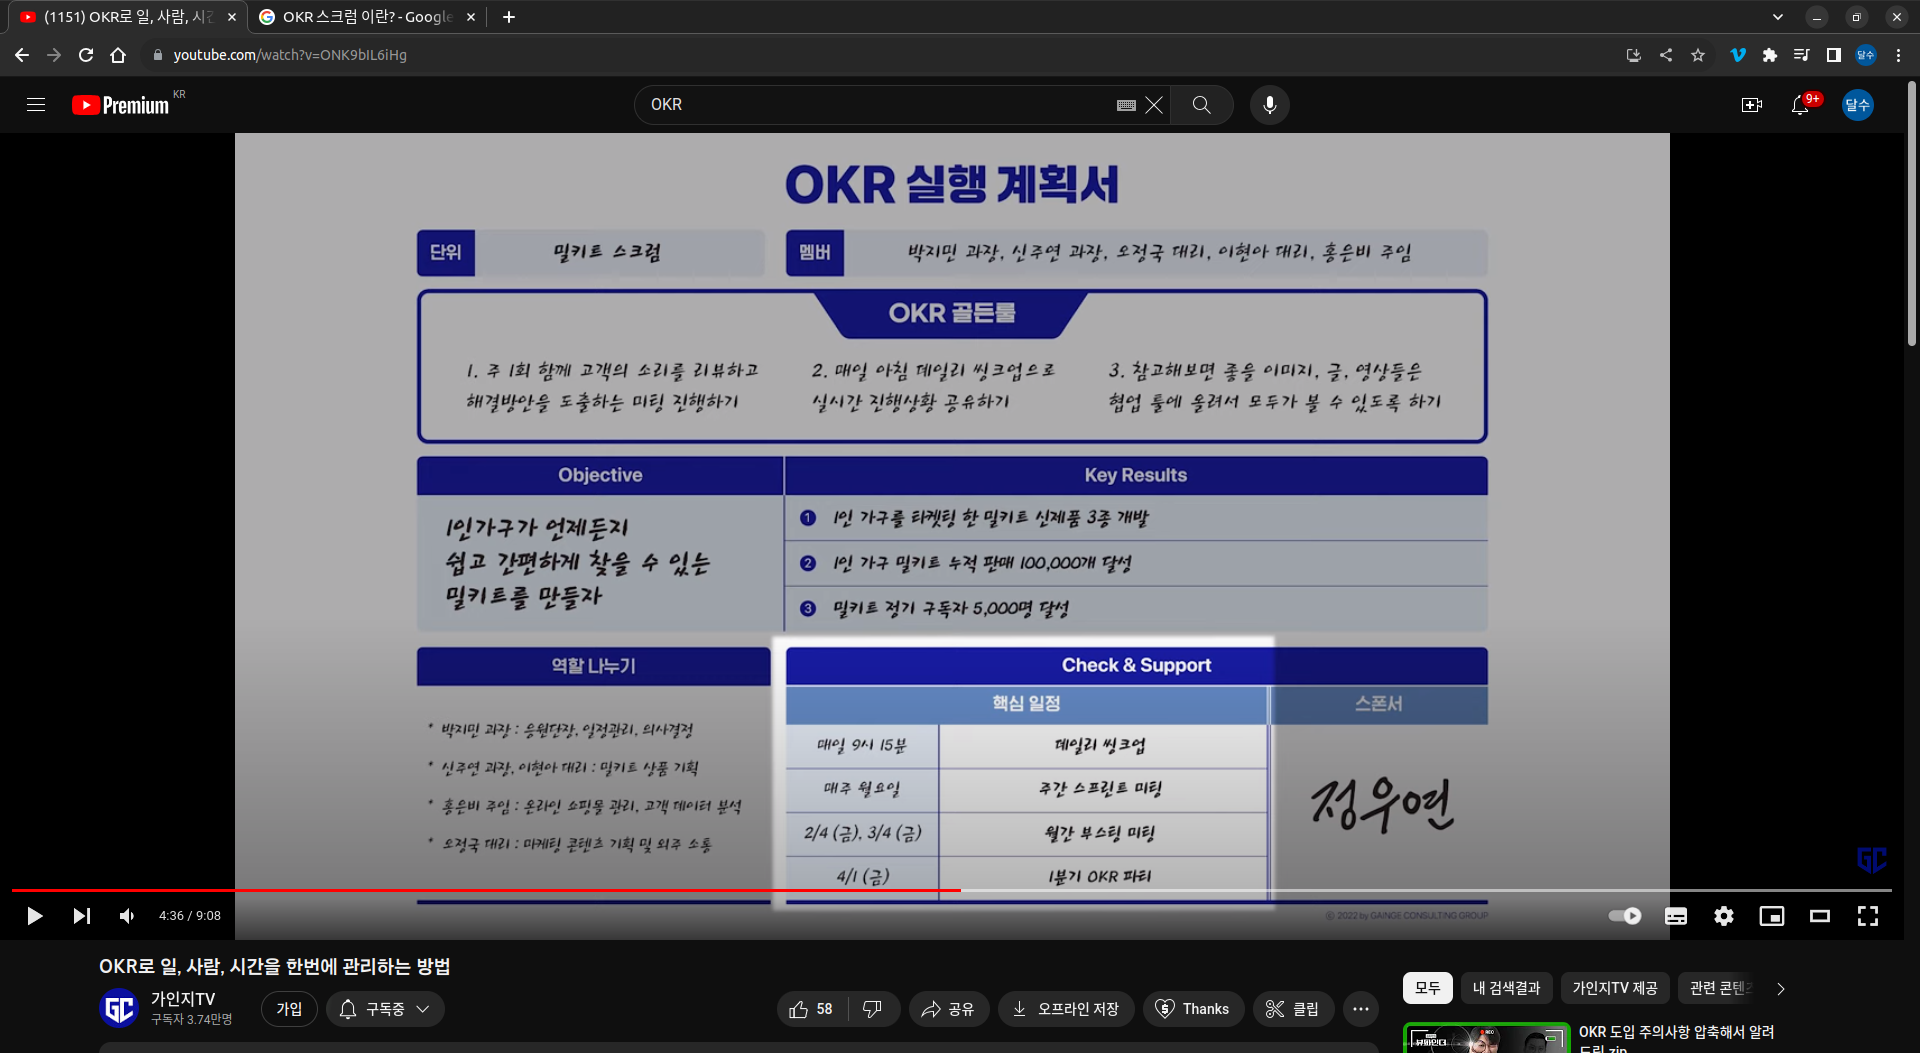 (1151) OKR로 일, 사람, 시간
OKR 스크럼 이란? - Google
youtube.com/watch?v=ONK9bIL6iHg
달수
Premium KR
OKR
9+
달수
OKR 실행 계획서
단위
밀키트 스크럼
멤버
박지민 과장, 신주연 과장, 오정국 대리, 이현아 대리, 홍은비 주임
OKR 골든룰
1. 주 1회 함께 고객의 소리를 리뷰하고
해결방안을 도출하는 미팅 진행하기
2. 매일 아침 데일리 씽크업으로
실시간 진행상황 공유하기
3. 참고해보면 좋을 이미지, 글, 영상들은
협업 툴에 올려서 모두가 볼 수 있도록 하기
Objective
1인가구가 언제든지
쉽고 간편하게 찾을 수 있는
밀키트를 만들자
Key Results
1 1인 가구를 타켓팅 한 밀키트 신제품 3종 개발
2 1인 가구 밀키트 누적 판매 100,000개 달성
3 밀키트 정기 구독자 5,000명 달성
역할 나누기
* 박지민 과장 : 응원단장, 일정관리, 의사결정
* 신주연 과장, 이현아 대리 : 밀키트 상품 기획
* 홍은비 주임 : 온라인 쇼핑몰 관리, 고객 데이터 분석
* 오정국 대리 : 마케팅 콘텐츠 기획 및 외주 소통
Check & Support
핵심 일정
스폰서
매일 9시 15분
데일리 씽크업
매주 월요일
주간 스프린트 미팅
2/4 (금), 3/4 (금)
월간 부스팅 미팅
4/1 (금)
1분기 OKR 파티
정우연
GC
ⓒ 2022 by GAINGE CONSULTING GROUP
4:36 / 9:08
OKR로 일, 사람, 시간을 한번에 관리하는 방법
GC
가인지TV
구독자 3.74만명
가입
구독중
58
공유
오프라인 저장
Thanks
클립
모두
내 검색결과
가인지TV 제공
관련 콘텐츠
OKR 도입 주의사항 압축해서 알려
드림.zip